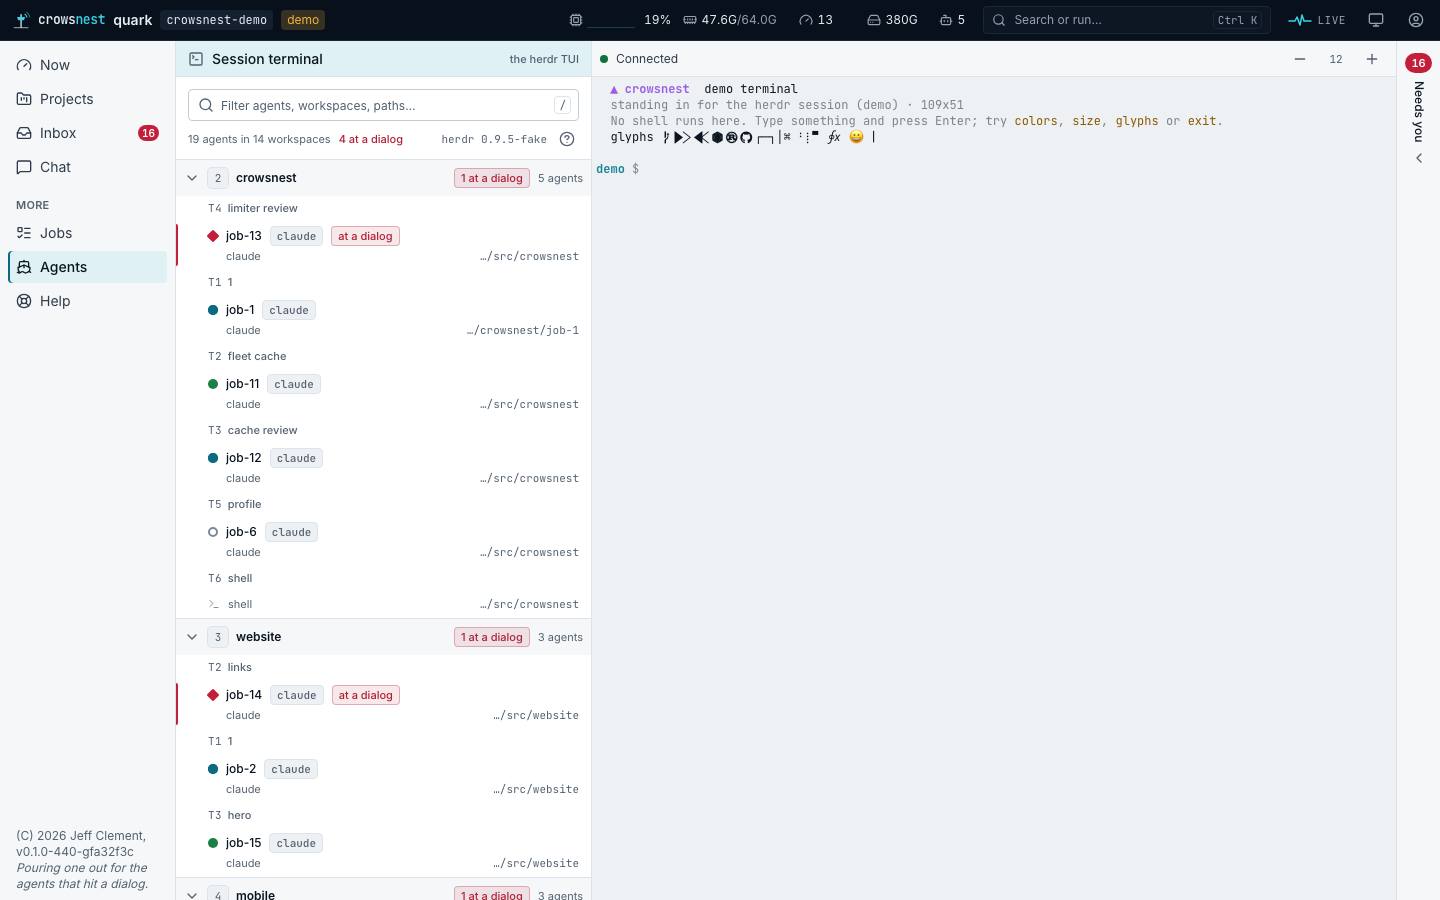 crowsnest quark crowsnest-demo demo 19% 47.6G/64.0G 13 380G 5 Search or run... Ctrl K LIVE
Now
Projects
Inbox 16
Chat
MORE
Jobs
Agents
Help
(C) 2026 Jeff Clement,
v0.1.0-440-gfa32f3c
Pouring one out for the
agents that hit a dialog.
Session terminal the herdr TUI
Filter agents, workspaces, paths... /
19 agents in 14 workspaces 4 at a dialog herdr 0.9.5-fake
2 crowsnest 1 at a dialog 5 agents
T4 limiter review
job-13 claude at a dialog
claude …/src/crowsnest
T1 1
job-1 claude
claude …/crowsnest/job-1
T2 fleet cache
job-11 claude
claude …/src/crowsnest
T3 cache review
job-12 claude
claude …/src/crowsnest
T5 profile
job-6 claude
claude …/src/crowsnest
T6 shell
shell …/src/crowsnest
3 website 1 at a dialog 3 agents
T2 links
job-14 claude at a dialog
claude …/src/website
T1 1
job-2 claude
claude …/src/website
T3 hero
job-15 claude
claude …/src/website
4 mobile 1 at a dialog 3 agents
Connected 12
▲ crowsnest demo terminal
standing in for the herdr session (demo) · 109x51
No shell runs here. Type something and press Enter; try colors, size, glyphs or exit.
glyphs
demo $
16
Needs you